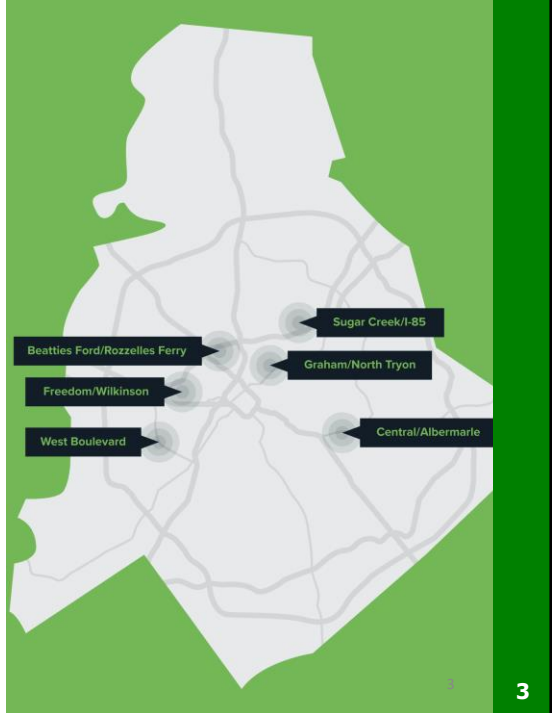 Sugar Creek/I-85
Beatties Ford/Rozzelles Ferry
Graham/North Tryon
Freedom/Wilkinson
Central/Albermarle
West Boulevard
3
3